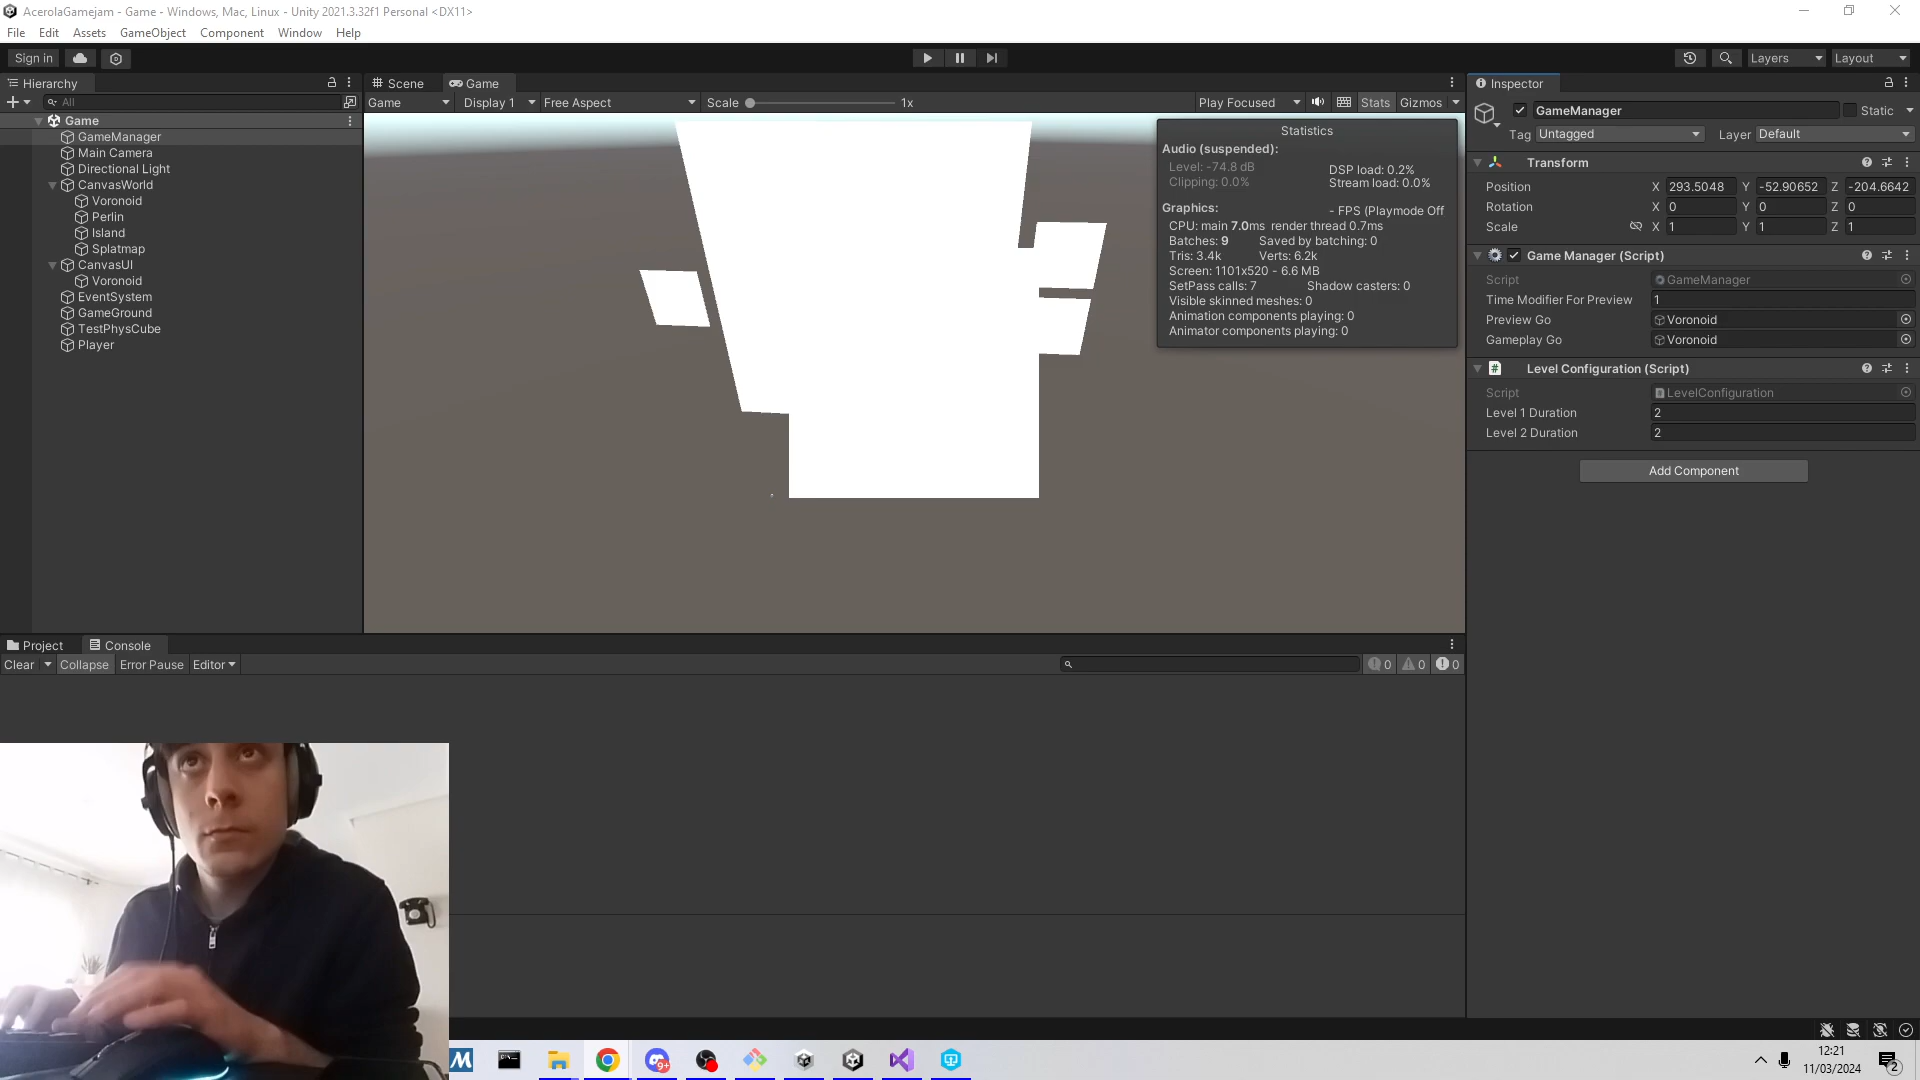 AcerolaGamejam - Game - Windows, Mac, Linux - Unity 2021.3.32f1 Personal <DX11>
File Edit Assets GameObject Component Window Help
Sign in
Layers Layout
Hierarchy
All
Game
GameManager
Main Camera
Directional Light
CanvasWorld
Voronoid
Perlin
Island
Splatmap
CanvasUI
Voronoid
EventSystem
GameGround
TestPhysCube
Player
Scene Game
Game Display 1 Free Aspect Scale 1x Play Focused Stats Gizmos
Statistics
Audio (suspended):
Level: -74.8 dB DSP load: 0.2%
Clipping: 0.0% Stream load: 0.0%
Graphics: - FPS (Playmode Off
CPU: main 7.0ms render thread 0.7ms
Batches: 9 Saved by batching: 0
Tris: 3.4k Verts: 6.2k
Screen: 1101x520 - 6.6 MB
SetPass calls: 7 Shadow casters: 0
Visible skinned meshes: 0
Animation components playing: 0
Animator components playing: 0
Inspector
GameManager Static
Tag Untagged Layer Default
Transform
Position X 293.5048 Y -52.90652 Z -204.6642
Rotation X 0 Y 0 Z 0
Scale X 1 Y 1 Z 1
Game Manager (Script)
Script GameManager
Time Modifier For Preview 1
Preview Go Voronoid
Gameplay Go Voronoid
# Level Configuration (Script)
Script LevelConfiguration
Level 1 Duration 2
Level 2 Duration 2
Add Component
Project Console
Clear Collapse Error Pause Editor
0 0 0
M 9+
12:21
11/03/2024
2